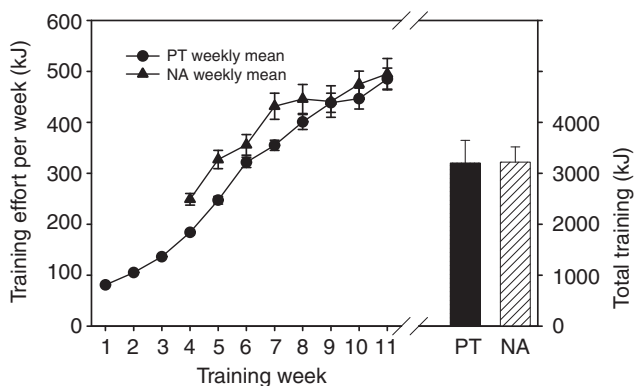 600
500
400
300
200
100
0
Training effort per week (kJ)
PT weekly mean
NA weekly mean
1 2 3 4 5 6 7 8 9 10 11
Training week
4000
3000
2000
1000
0
Total training (kJ)
PT NA